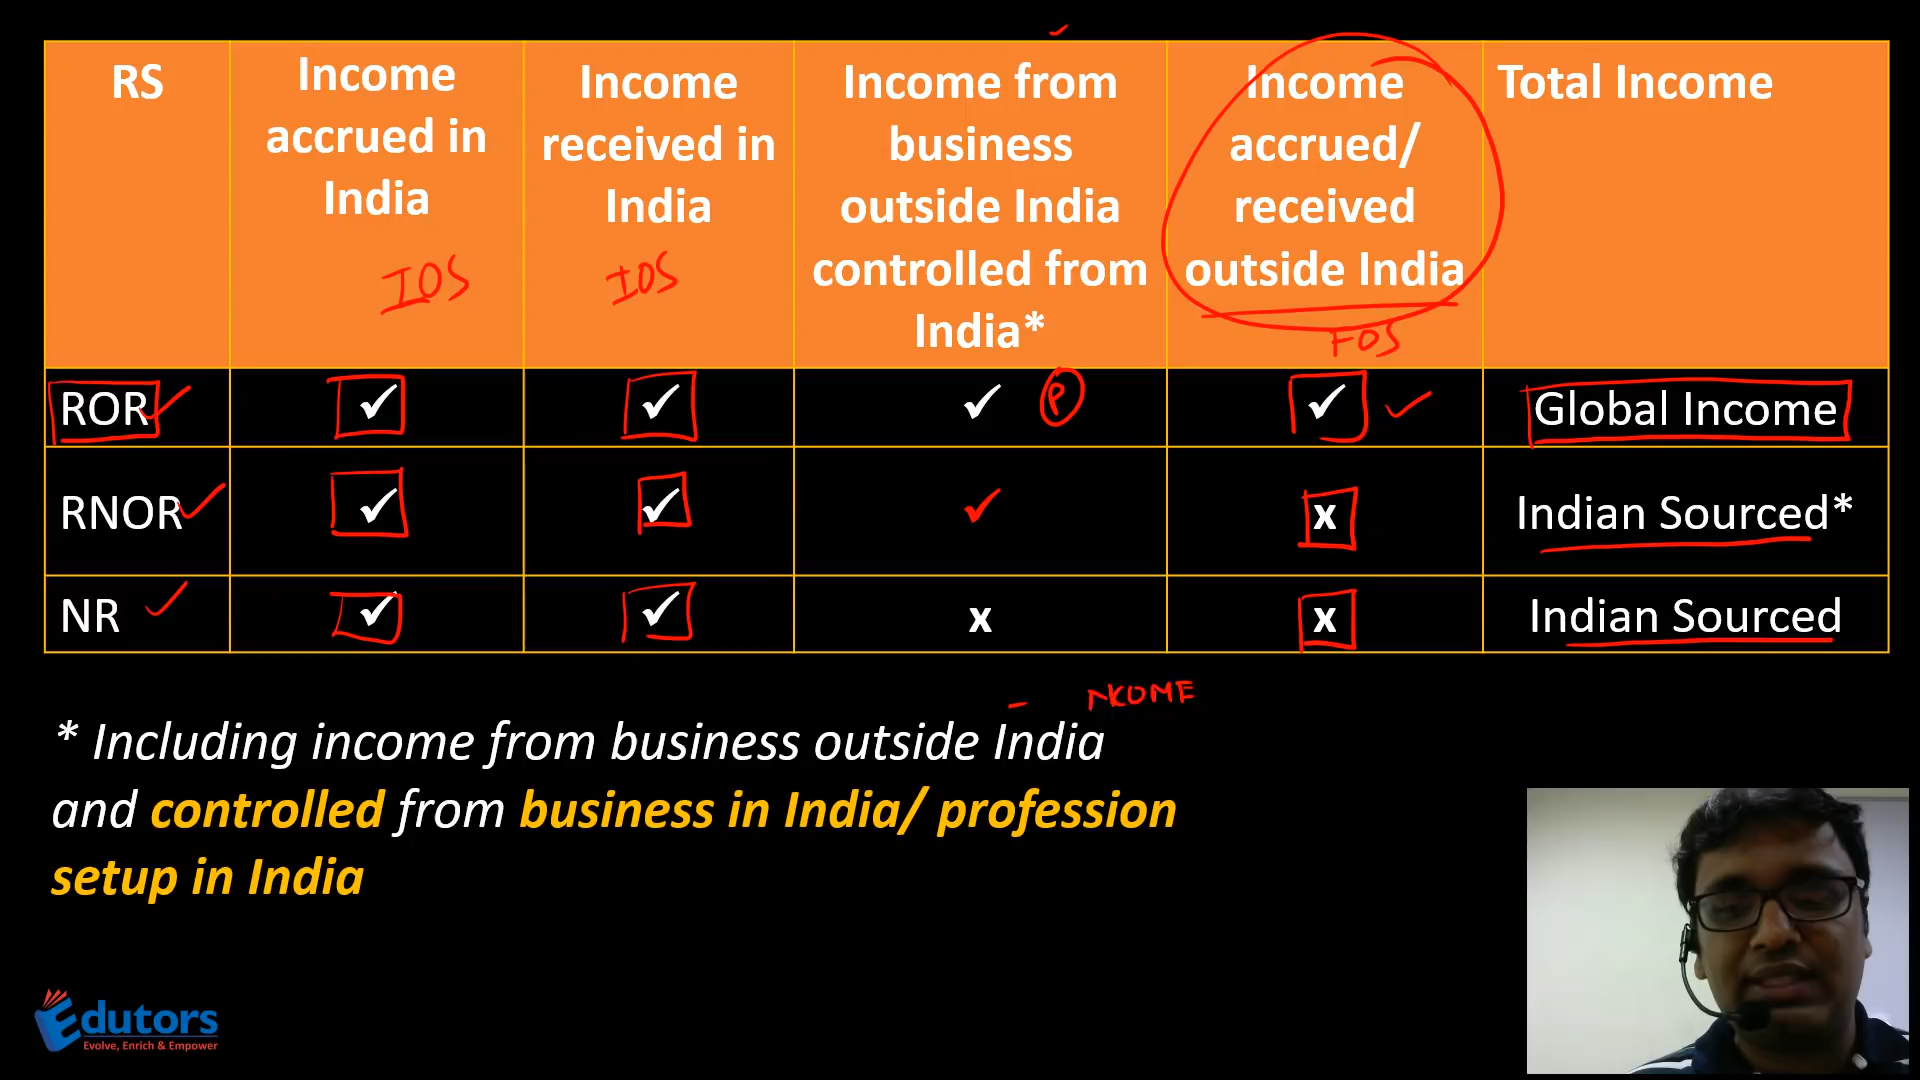 RS
Income
accrued in
India
IOS
Income
received in
India
IOS
Income from
business
outside India
controlled from
India*
Income
accrued/
received
outside India
FOS
Total Income
ROR ✓ ✓ ✓ P ✓ Global Income
RNOR ✓ ✓ ✓ x Indian Sourced*
NR ✓ ✓ x x Indian Sourced
* Including income from business outside India
and controlled from business in India/ profession
setup in India
Edutors
Evolve, Enrich & Empower